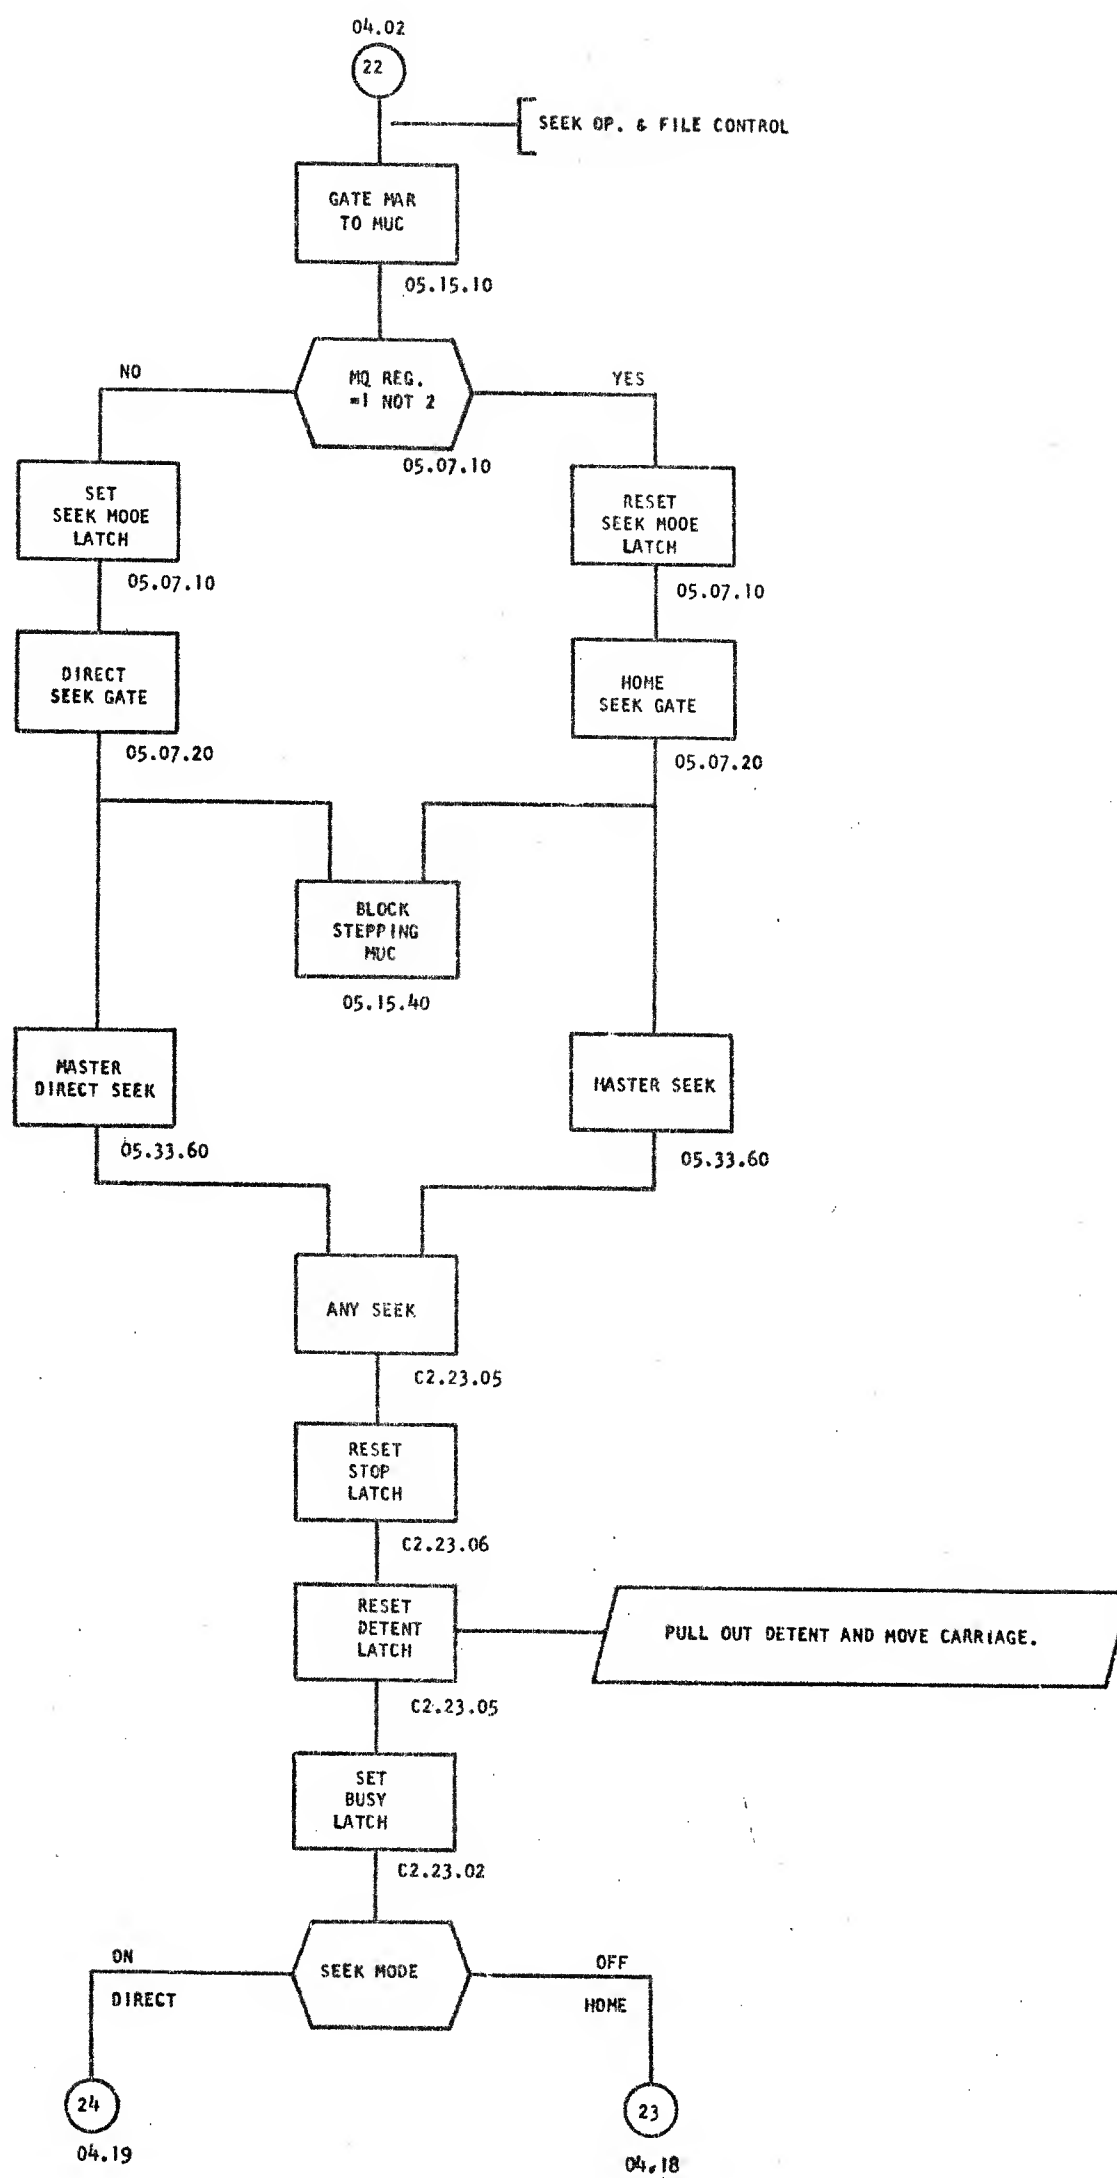 04.02
22
SEEK OP. & FILE CONTROL
GATE MAR
TO MUC
05.15.10
NO
MQ REG.
=1 NOT 2
YES
05.07.10
SET
SEEK MODE
LATCH
05.07.10
RESET
SEEK MODE
LATCH
05.07.10
DIRECT
SEEK GATE
05.07.20
HOME
SEEK GATE
05.07.20
BLOCK
STEPPING
MUC
05.15.40
MASTER
DIRECT SEEK
05.33.60
MASTER SEEK
05.33.60
ANY SEEK
C2.23.05
RESET
STOP
LATCH
C2.23.06
RESET
DETENT
LATCH
C2.23.05
PULL OUT DETENT AND MOVE CARRIAGE.
SET
BUSY
LATCH
C2.23.02
ON
DIRECT
SEEK MODE
OFF
HOME
24
04.19
23
04.18